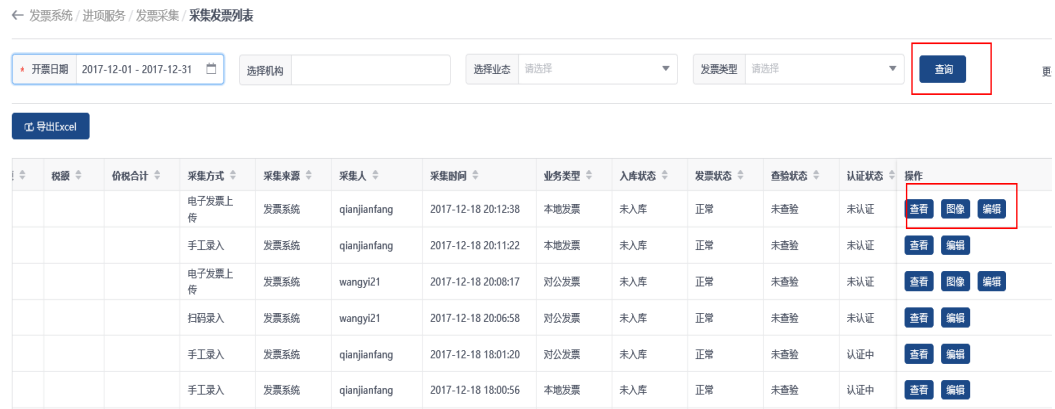 ← 发票系统 / 进项服务 / 发票采集 / 采集发票列表
* 开票日期 2017-12-01 - 2017-12-31 选择机构 选择业态 请选择 发票类型 请选择 查询
导出Excel
税额 价税合计 采集方式 采集来源 采集人 采集时间 业务类型 入库状态 发票状态 查验状态 认证状态 操作
电子发票上传 发票系统 qianjianfang 2017-12-18 20:12:38 本地发票 未入库 正常 未查验 未认证 查看 图像 编辑
手工录入 发票系统 qianjianfang 2017-12-18 20:11:22 本地发票 未入库 正常 未查验 未认证 查看 编辑
电子发票上传 发票系统 wangyi21 2017-12-18 20:08:17 对公发票 未入库 正常 未查验 未认证 查看 图像 编辑
扫码录入 发票系统 wangyi21 2017-12-18 20:06:58 对公发票 未入库 正常 未查验 未认证 查看 编辑
手工录入 发票系统 qianjianfang 2017-12-18 18:01:20 对公发票 未入库 正常 未查验 认证中 查看 编辑
手工录入 发票系统 qianjianfang 2017-12-18 18:00:56 本地发票 未入库 正常 未查验 认证中 查看 编辑